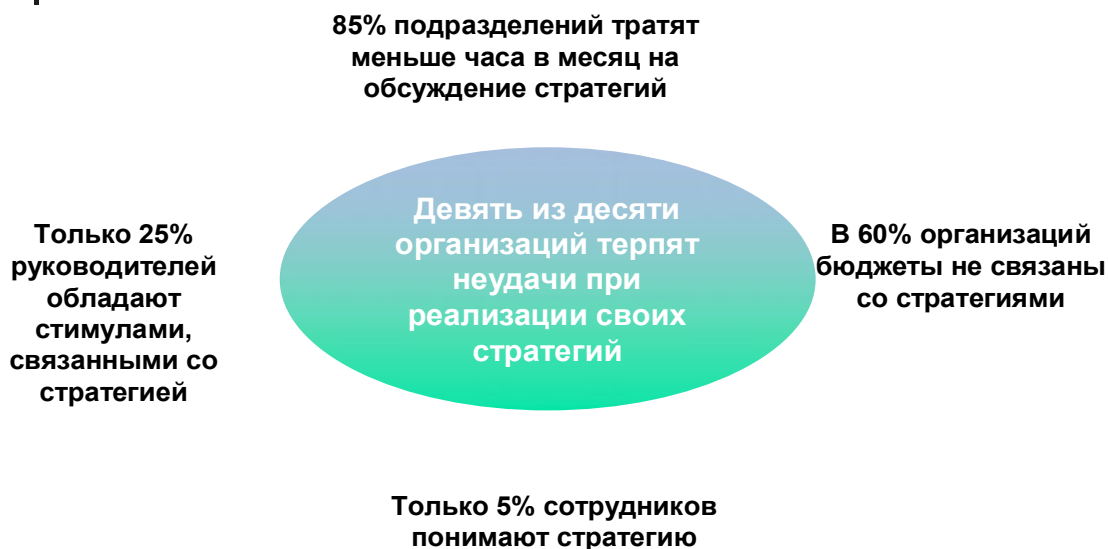 85% подразделений тратят
меньше часа в месяц на
обсуждение стратегий
Девять из десяти
организаций терпят
неудачи при
реализации своих
стратегий
Только 25%
руководителей
обладают
стимулами,
связанными со
стратегией
В 60% организаций
бюджеты не связаны
со стратегиями
Только 5% сотрудников
понимают стратегию